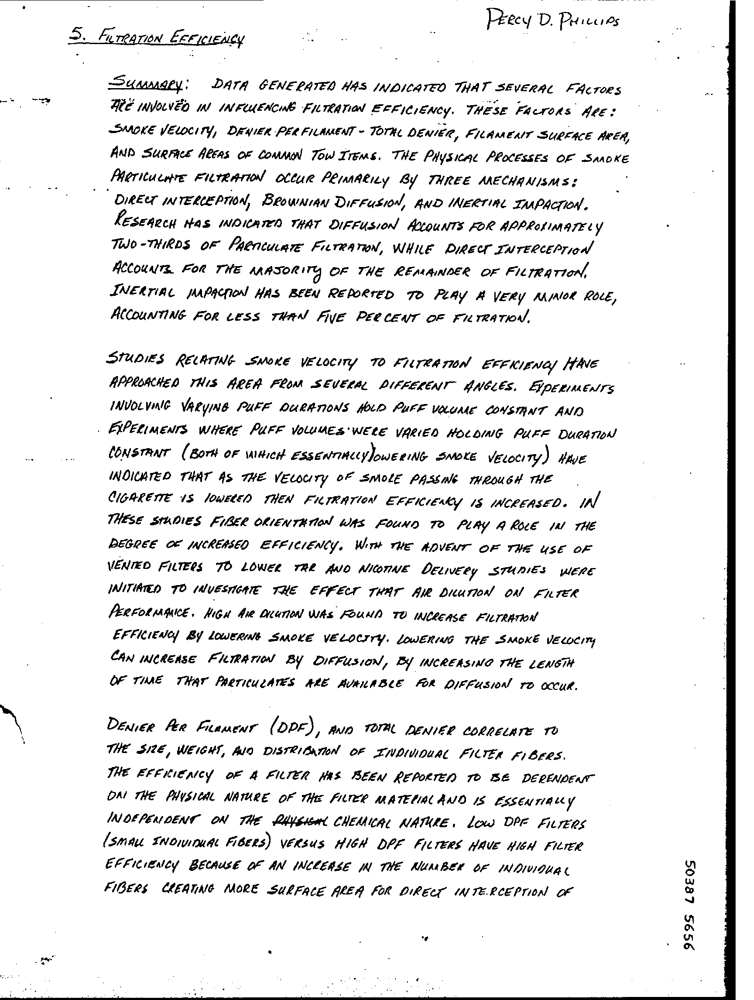 PERCY D. PHILLIPS
5. FILTRATION EFFICIENCY
SUMMARY: DATA GENERATED HAS INDICATED THAT SEVERAL FACTORS
ARE INVOLVED IN INFLUENCING FILTRATION EFFICIENCY. THESE FACTORS ARE:
SMOKE VELOCITY, DENIER PER FILAMENT - TOTAL DENIER, FILAMENT SURFACE AREA,
AND SURFACE AREAS OF COMMON TOW ITEMS. THE PHYSICAL PROCESSES OF SMOKE
PARTICULATE FILTRATION OCCUR PRIMARILY BY THREE MECHANISMS:
DIRECT INTERCEPTION, BROWNIAN DIFFUSION, AND INERTIAL IMPACTION.
RESEARCH HAS INDICATED THAT DIFFUSION ACCOUNTS FOR APPROXIMATELY
TWO-THIRDS OF PARTICULATE FILTRATION, WHILE DIRECT INTERCEPTION
ACCOUNTS FOR THE MAJORITY OF THE REMAINDER OF FILTRATION.
INERTIAL IMPACTION HAS BEEN REPORTED TO PLAY A VERY MINOR ROLE,
ACCOUNTING FOR LESS THAN FIVE PERCENT OF FILTRATION.
STUDIES RELATING SMOKE VELOCITY TO FILTRATION EFFICIENCY HAVE
APPROACHED THIS AREA FROM SEVERAL DIFFERENT ANGLES. EXPERIMENTS
INVOLVING VARYING PUFF DURATIONS HOLD PUFF VOLUME CONSTANT AND
EXPERIMENTS WHERE PUFF VOLUMES WERE VARIED HOLDING PUFF DURATION
CONSTANT (BOTH OF WHICH ESSENTIALLY LOWERING SMOKE VELOCITY) HAVE
INDICATED THAT AS THE VELOCITY OF SMOKE PASSING THROUGH THE
CIGARETTE IS LOWERED THEN FILTRATION EFFICIENCY IS INCREASED. IN
THESE STUDIES FIBER ORIENTATION WAS FOUND TO PLAY A ROLE IN THE
DEGREE OF INCREASED EFFICIENCY. WITH THE ADVENT OF THE USE OF
VENTED FILTERS TO LOWER TAR AND NICOTINE DELIVERY STUDIES WERE
INITIATED TO INVESTIGATE THE EFFECT THAT AIR DILUTION ON FILTER
PERFORMANCE. HIGH AIR DILUTION WAS FOUND TO INCREASE FILTRATION
EFFICIENCY BY LOWERING SMOKE VELOCITY. LOWERING THE SMOKE VELOCITY
CAN INCREASE FILTRATION BY DIFFUSION, BY INCREASING THE LENGTH
OF TIME THAT PARTICULATES ARE AVAILABLE FOR DIFFUSION TO OCCUR.
DENIER PER FILAMENT (DPF), AND TOTAL DENIER CORRELATE TO
THE SIZE, WEIGHT, AND DISTRIBUTION OF INDIVIDUAL FILTER FIBERS.
THE EFFICIENCY OF A FILTER HAS BEEN REPORTED TO BE DEPENDENT
ON THE PHYSICAL NATURE OF THE FILTER MATERIAL AND IS ESSENTIALLY
INDEPENDENT ON THE PHYSICAL CHEMICAL NATURE. LOW DPF FILTERS
(SMALL INDIVIDUAL FIBERS) VERSUS HIGH DPF FILTERS HAVE HIGH FILTER
EFFICIENCY BECAUSE OF AN INCREASE IN THE NUMBER OF INDIVIDUAL
FIBERS CREATING MORE SURFACE AREA FOR DIRECT INTERCEPTION OF
50387 5656